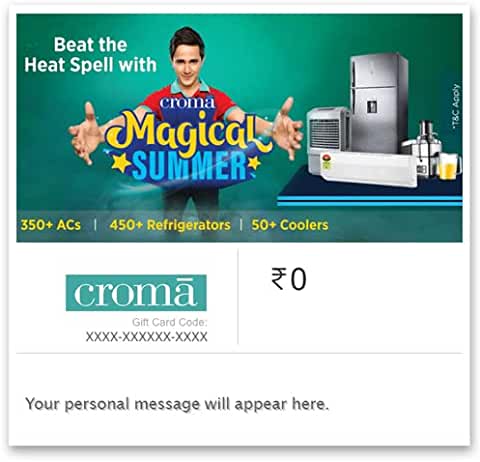 Beat the
Heat Spell with
cromā
Magical
SUMMER
*T&C Apply
350+ ACs | 450+ Refrigerators | 50+ Coolers
cromā
₹0
Gift Card Code:
XXXX-XXXXXX-XXXX
Your personal message will appear here.